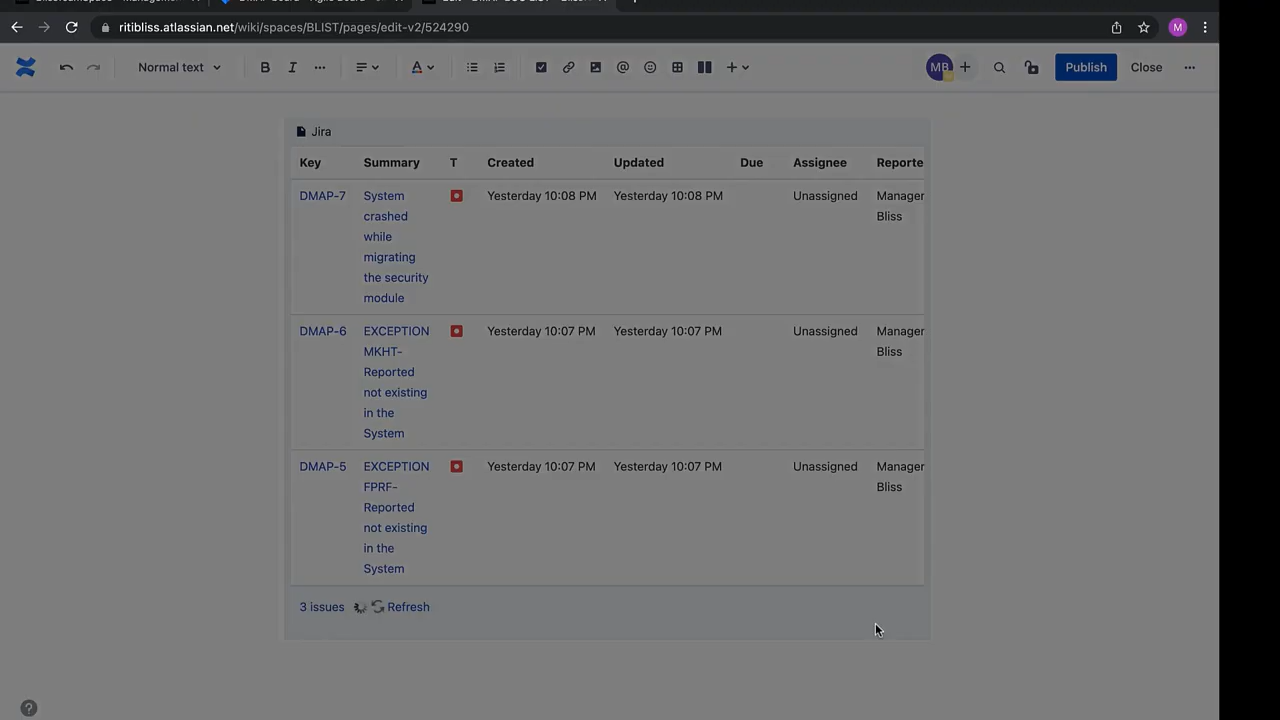 ritibliss.atlassian.net/wiki/spaces/BLIST/pages/edit-v2/524290
M
Normal text
B
I
A
MB
Publish
Close
Jira
Key Summary T Created Updated Due Assignee Reporte
DMAP-7 System Yesterday 10:08 PM Yesterday 10:08 PM Unassigned Manager
crashed Bliss
while
migrating
the security
module
DMAP-6 EXCEPTION Yesterday 10:07 PM Yesterday 10:07 PM Unassigned Manager
MKHT- Bliss
Reported
not existing
in the
System
DMAP-5 EXCEPTION Yesterday 10:07 PM Yesterday 10:07 PM Unassigned Manager
FPRF- Bliss
Reported
not existing
in the
System
3 issues Refresh